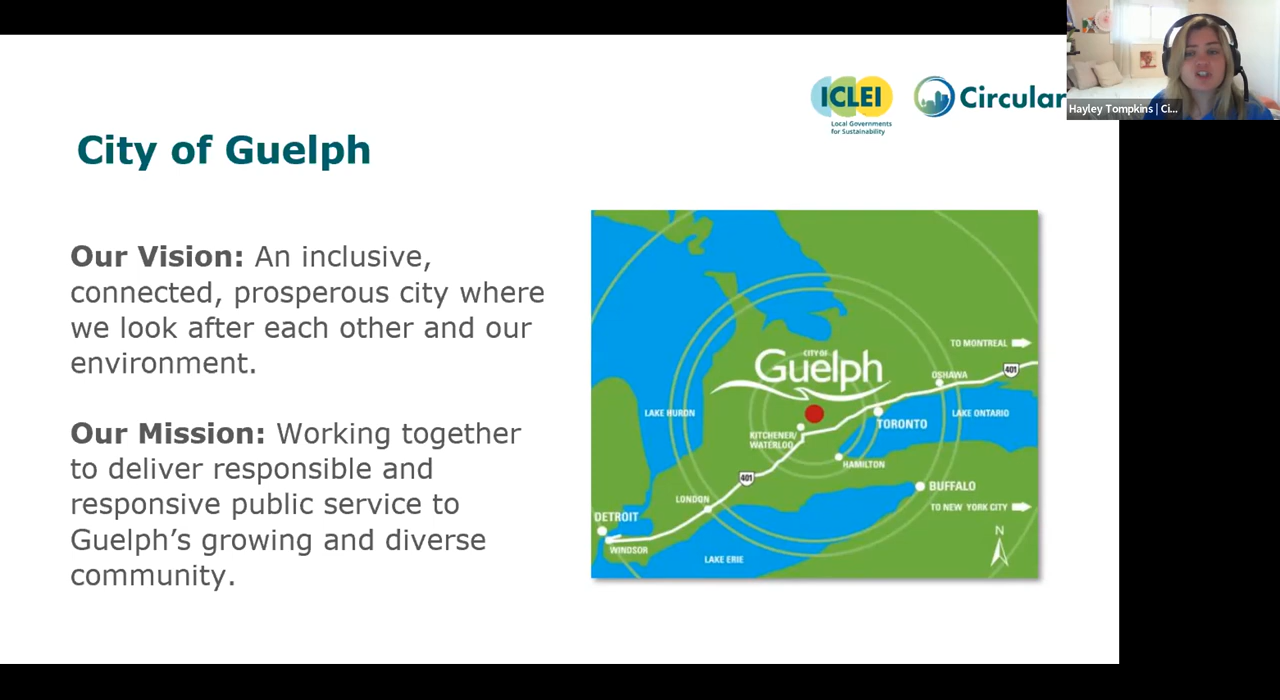 ICLEI
Local Governments
for Sustainability
Circular
Hayley Tompkins | Ci...
City of Guelph
Our Vision: An inclusive,
connected, prosperous city where
we look after each other and our
environment.
Our Mission: Working together
to deliver responsible and
responsive public service to
Guelph’s growing and diverse
community.
CITY OF
Guelph
TO MONTREAL
401
OSHAWA
LAKE HURON
LAKE ONTARIO
TORONTO
KITCHENER/
WATERLOO
HAMILTON
401
BUFFALO
LONDON
TO NEW YORK CITY
DETROIT
WINDSOR
LAKE ERIE
N